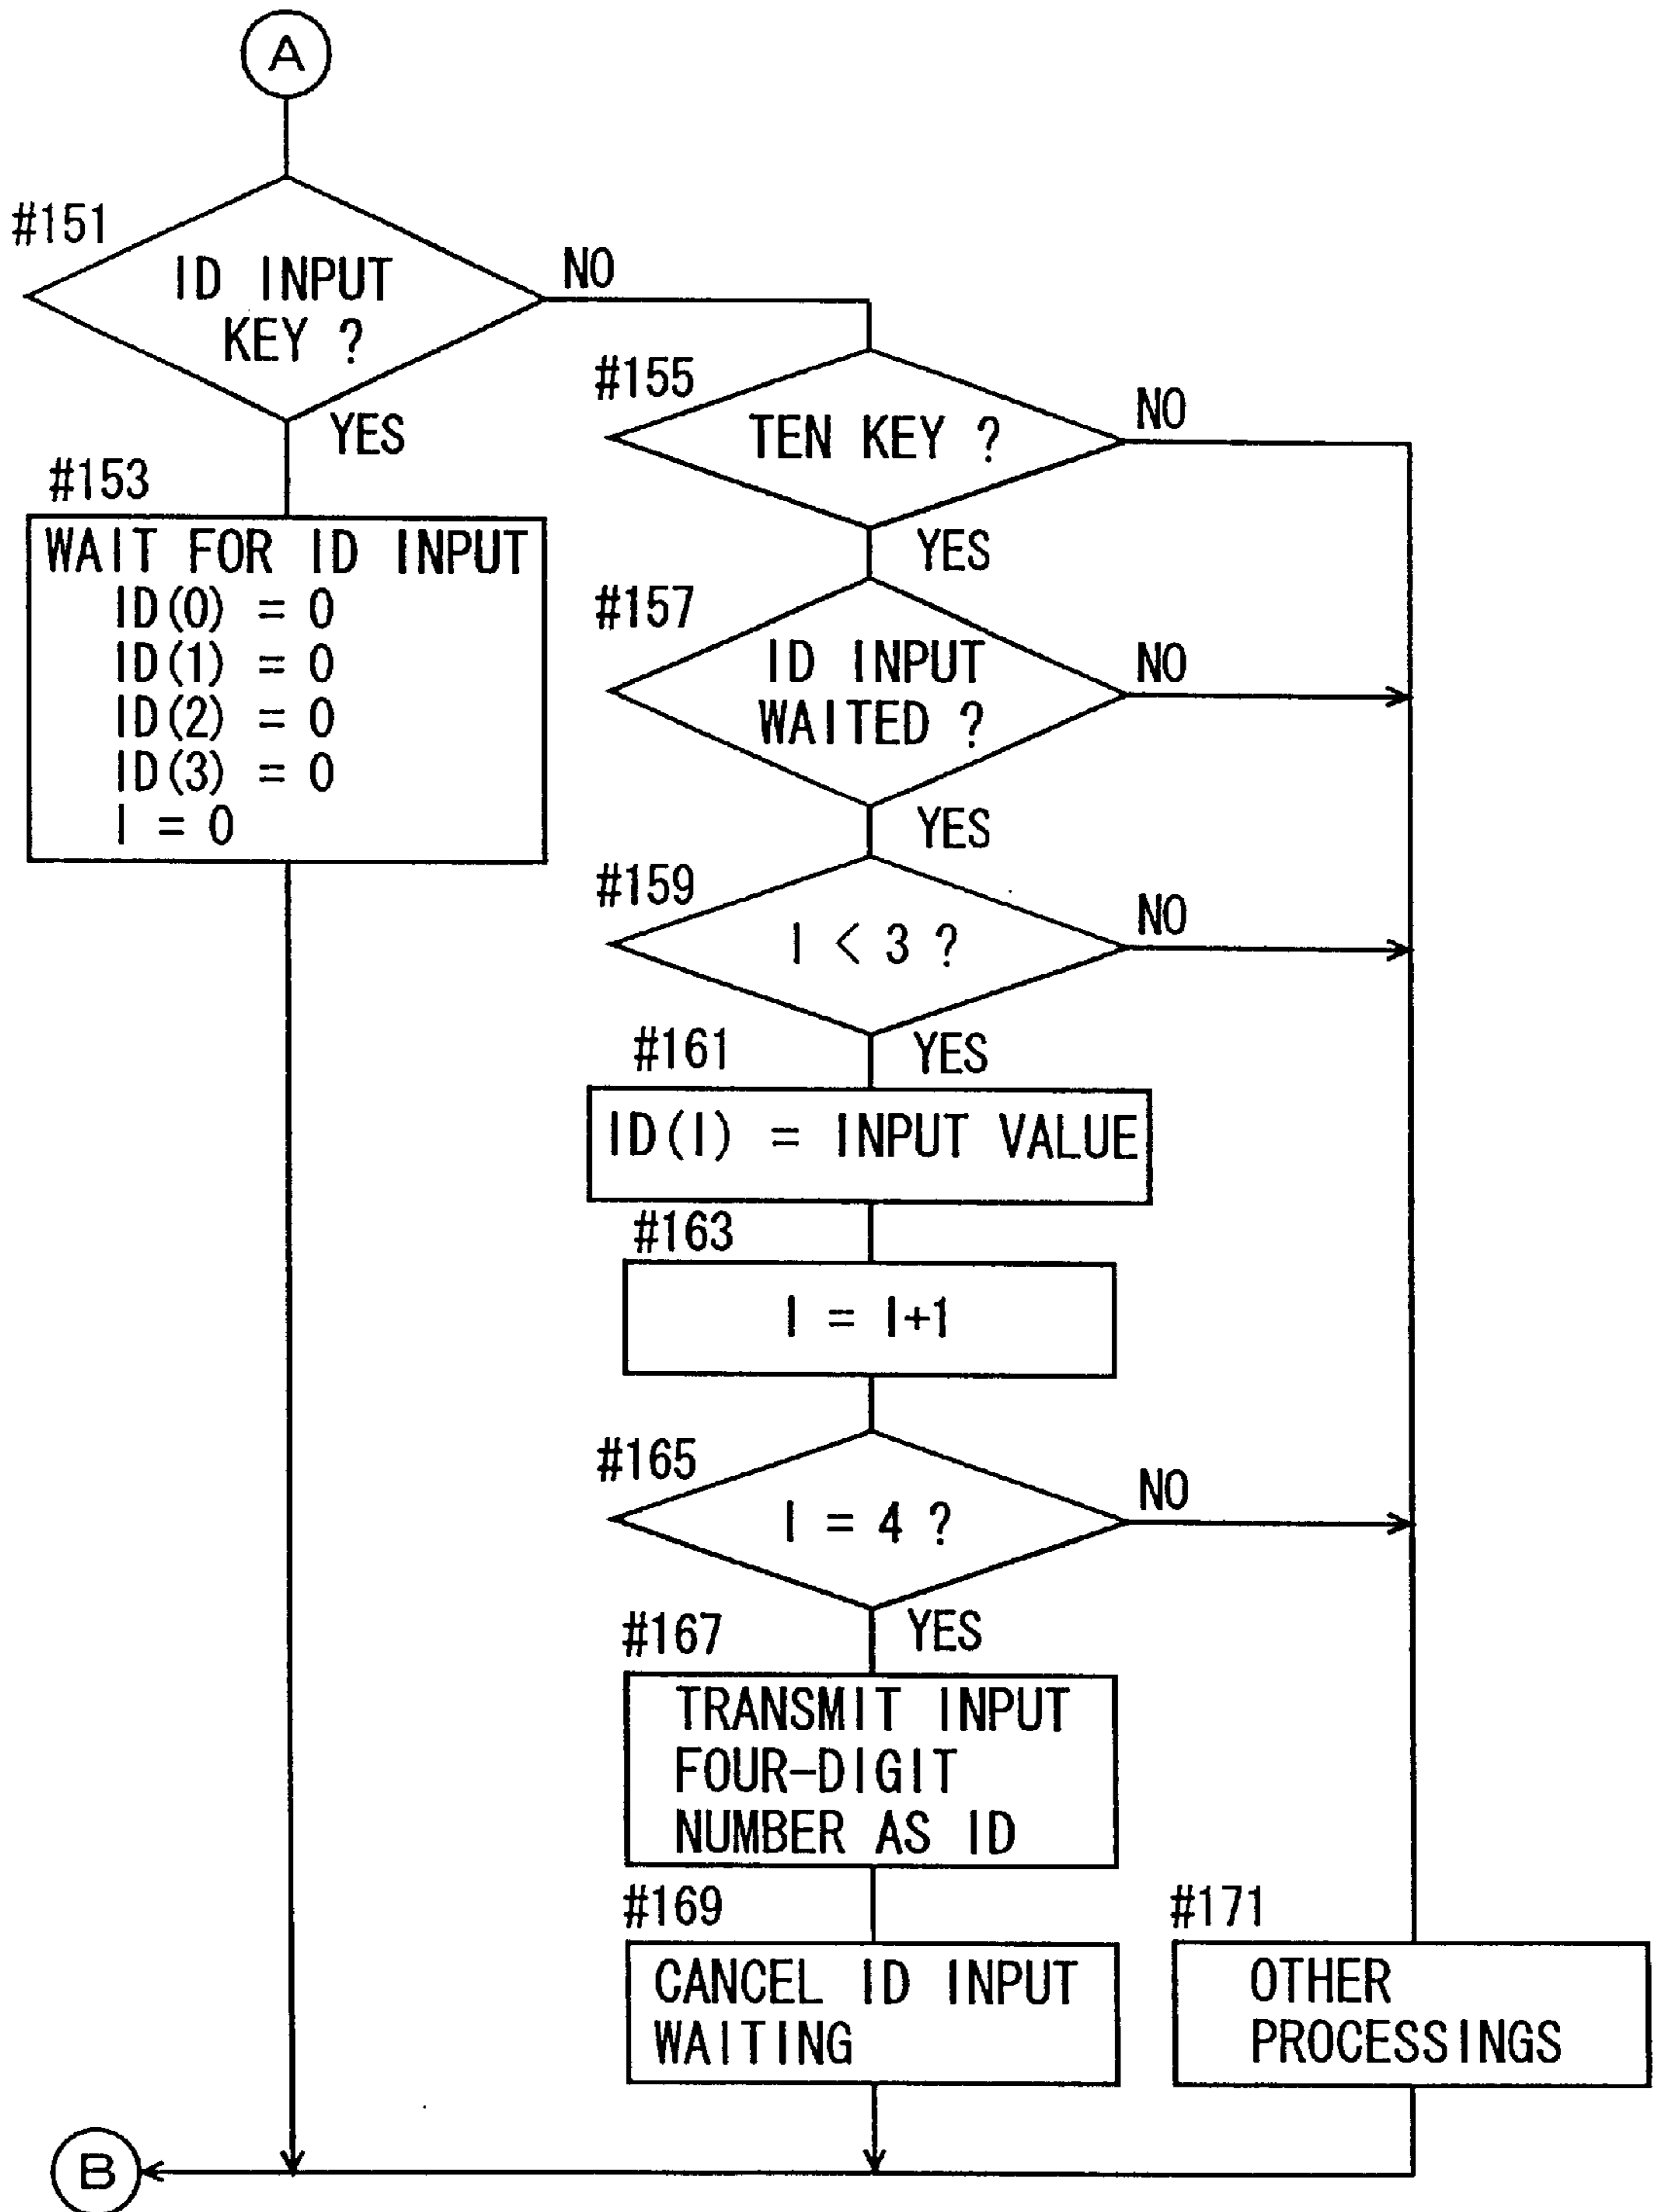 A
#151
ID INPUT
KEY ?
NO
YES
#153
WAIT FOR ID INPUT
ID(0) = 0
ID(1) = 0
ID(2) = 0
ID(3) = 0
I = 0
#155
TEN KEY ?
NO
YES
#157
ID INPUT
WAITED ?
NO
YES
#159
I < 3 ?
NO
YES
#161
ID(I) = INPUT VALUE
#163
I = I+1
#165
I = 4 ?
NO
YES
#167
TRANSMIT INPUT
FOUR-DIGIT
NUMBER AS ID
#169
CANCEL ID INPUT
WAITING
#171
OTHER
PROCESSINGS
B